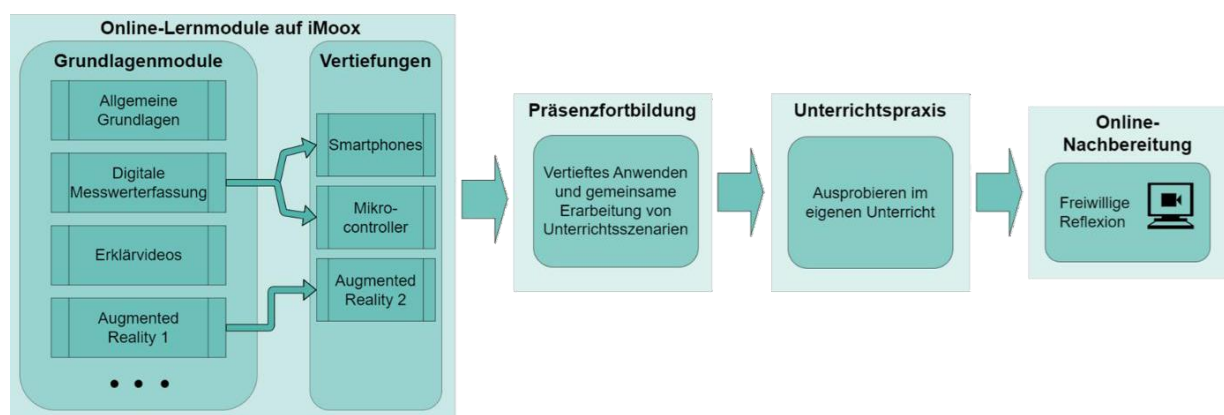 Online-Lernmodule auf iMoox
Grundlagenmodule
Allgemeine
Grundlagen
Digitale
Messwerterfassung
Erklärvideos
Augmented
Reality 1
• • •
Vertiefungen
Smartphones
Mikro-
controller
Augmented
Reality 2
Präsenzfortbildung
Vertieftes Anwenden
und gemeinsame
Erarbeitung von
Unterrichtsszenarien
Unterrichtspraxis
Ausprobieren im
eigenen Unterricht
Online-
Nachbereitung
Freiwillige
Reflexion